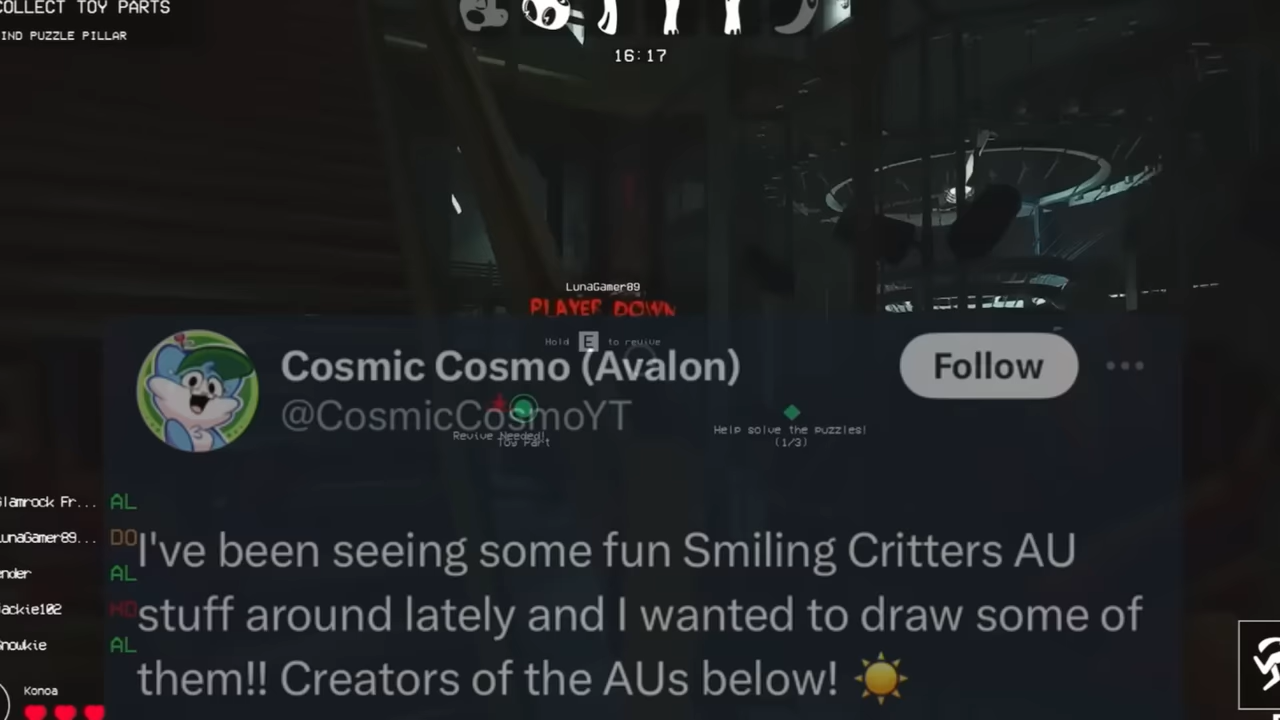 COLLECT TOY PARTS
IND PUZZLE PILLAR
16:17
LunaGamer89
PLAYER DOWN
Hold E to revive
Cosmic Cosmo (Avalon)
Follow
@CosmicCosmoYT
Revive Needed!
Toy Part
Help solve the puzzles!
(1/3)
lamrock Fr... AL
unaGamer89... DO
I've been seeing some fun Smiling Critters AU
ender AL
ackie102
stuff around lately and I wanted to draw some of
nowkie AL
them!! Creators of the AUs below! ☀️
Konoa